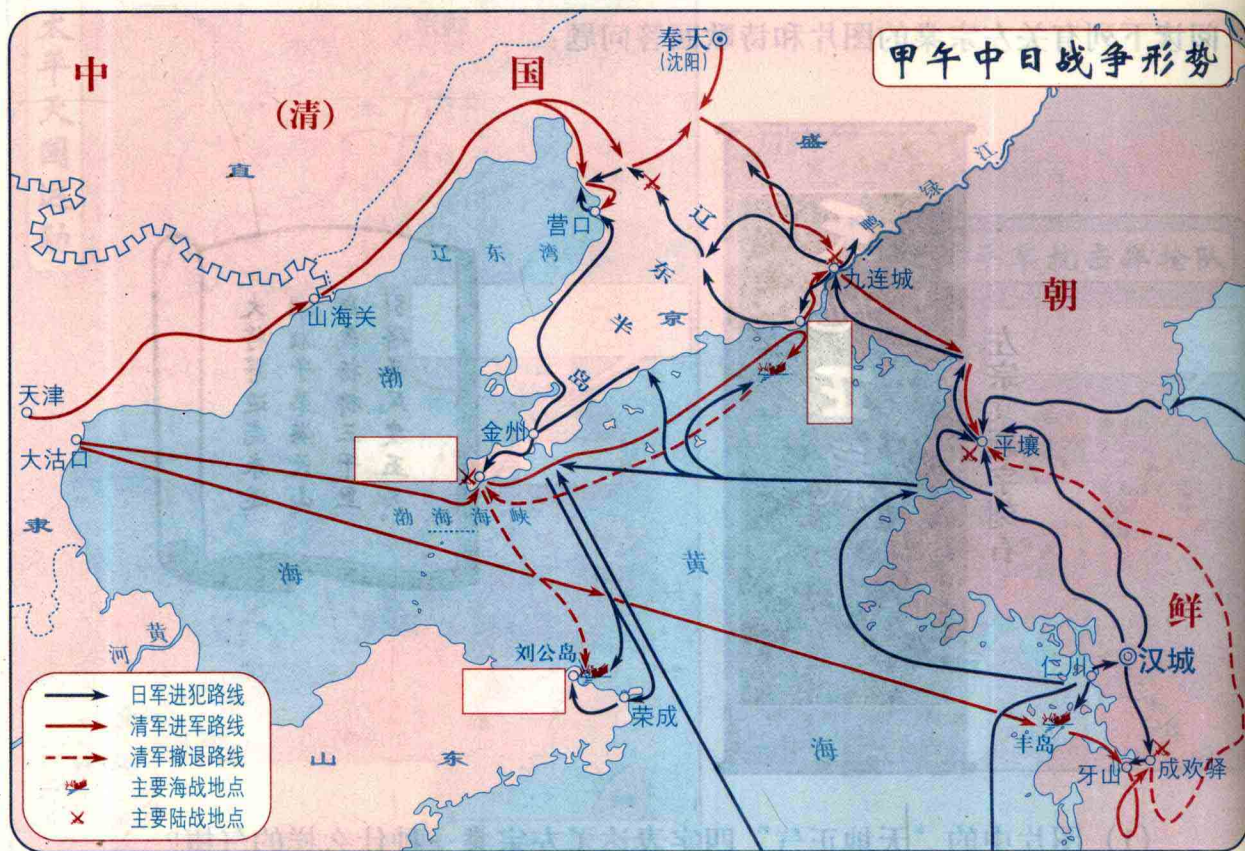 甲午中日战争形势
中
国
(清)
奉天
(沈阳)
直
隶
盛
京
鸭
绿
江
营口
辽东湾
辽
东
半
岛
九连城
朝
鲜
山海关
天津
大沽口
渤
海
金州
渤海海峡
平壤
黄
海
黄
河
刘公岛
荣成
山东
汉城
仁川
丰岛
牙山
成欢驿
日军进犯路线
清军进军路线
清军撤退路线
主要海战地点
主要陆战地点